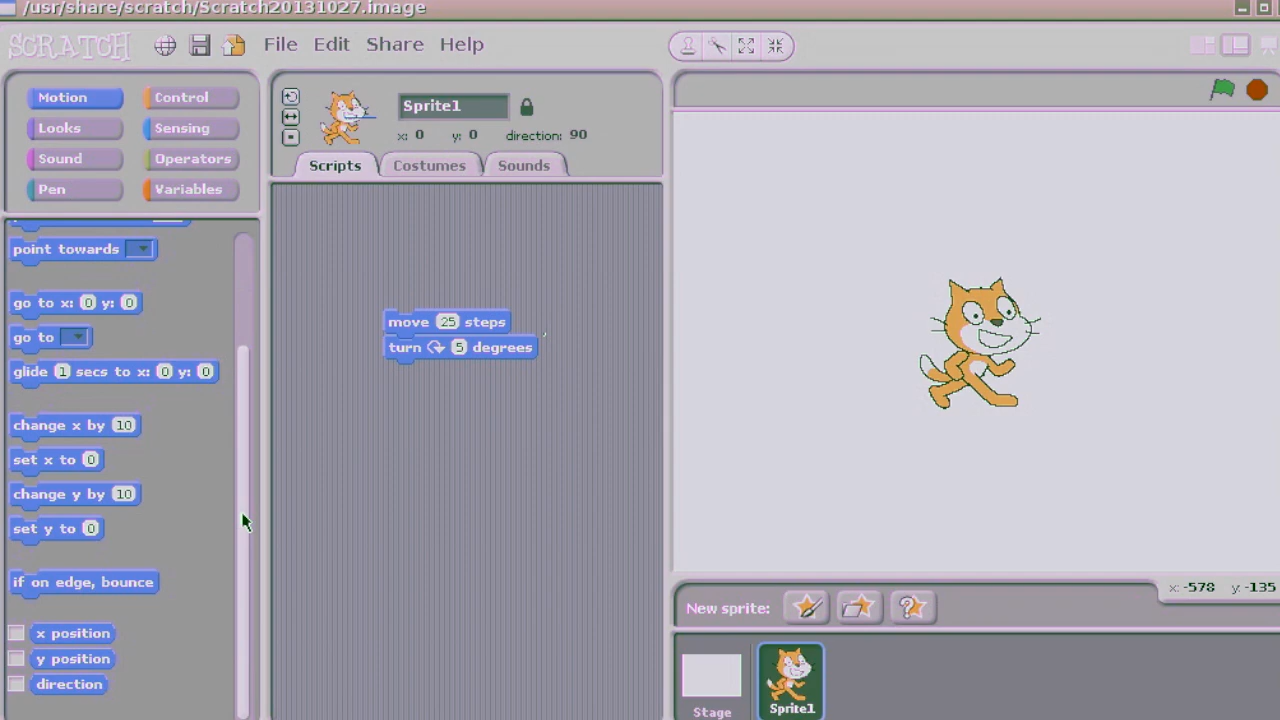 /usr/share/scratch/Scratch20131027.image
SCRATCH File Edit Share Help
Motion Control
Looks Sensing
Sound Operators
Pen Variables
Sprite1
x: 0 y: 0 direction: 90
Scripts Costumes Sounds
point towards
go to x: 0 y: 0
go to
glide 1 secs to x: 0 y: 0
change x by 10
set x to 0
change y by 10
set y to 0
if on edge, bounce
x position
y position
direction
move 25 steps
turn 5 degrees
x: -578 y: -135
New sprite:
Stage
Sprite1